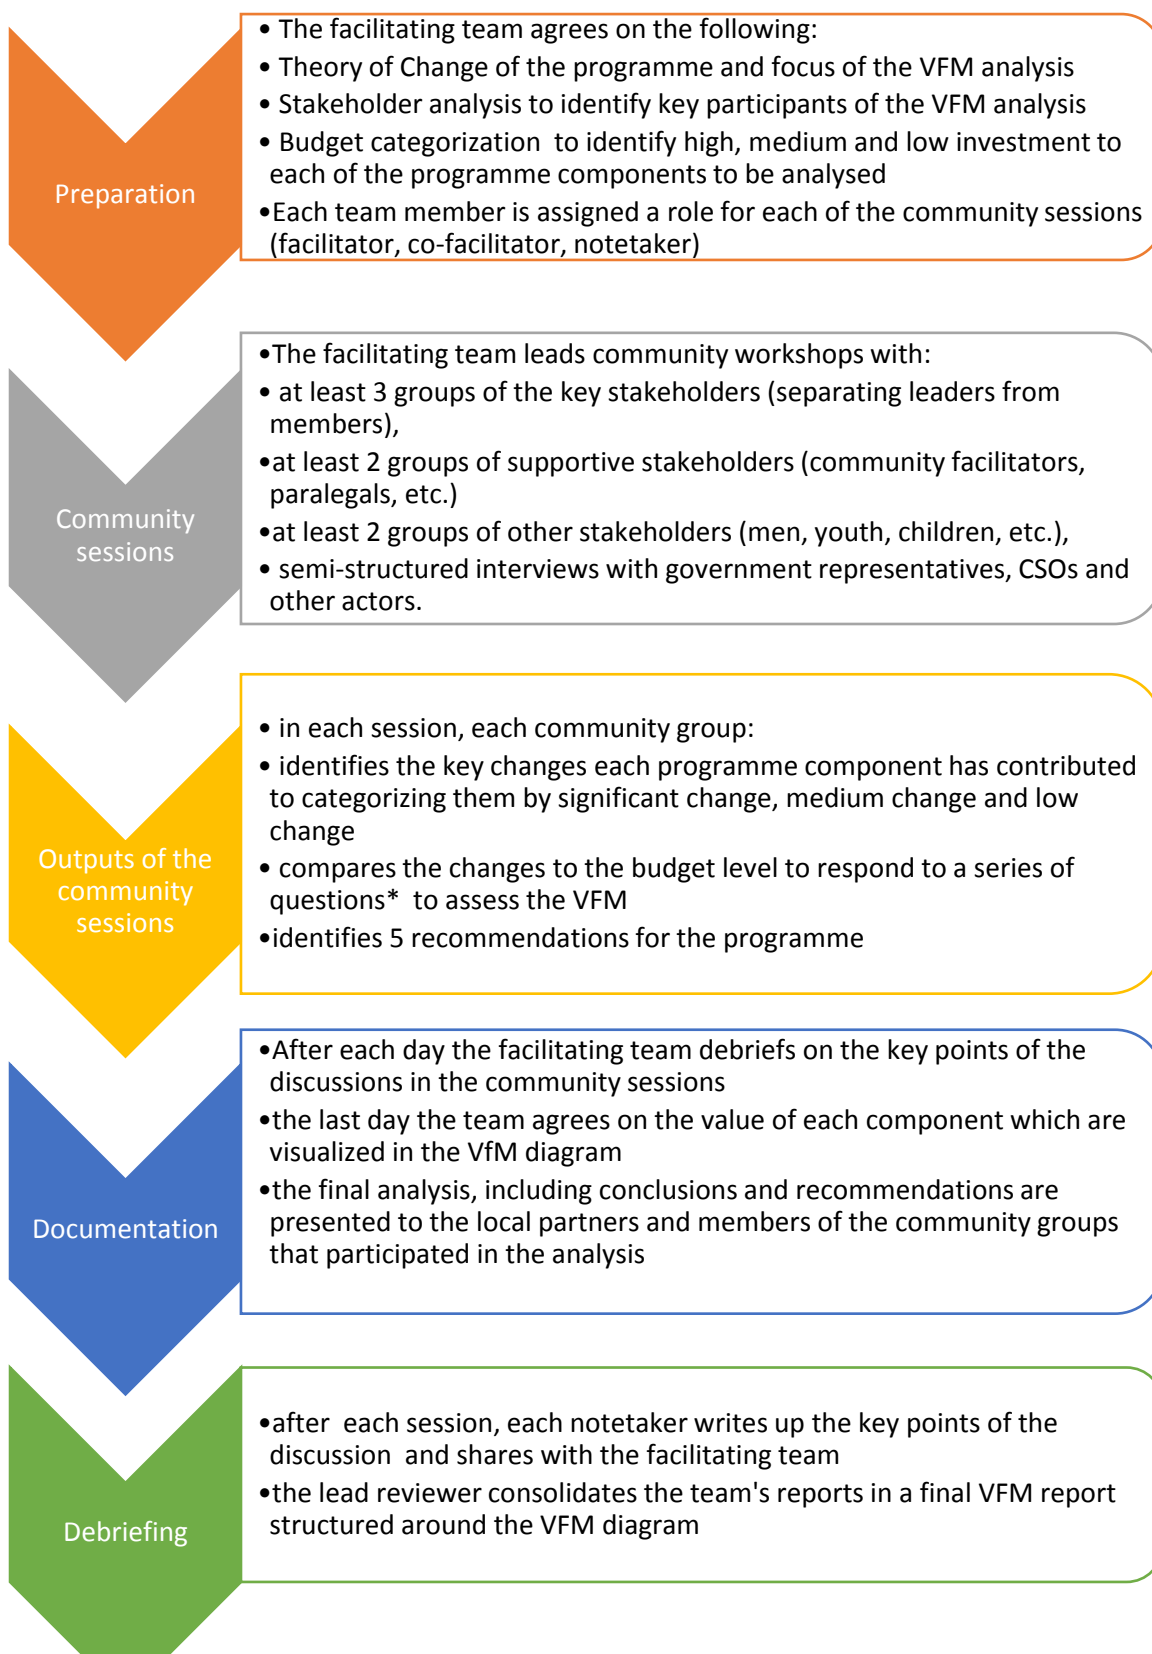 Preparation
• The facilitating team agrees on the following:
• Theory of Change of the programme and focus of the VFM analysis
• Stakeholder analysis to identify key participants of the VFM analysis
• Budget categorization  to identify high, medium and low investment to
each of the programme components to be analysed
•Each team member is assigned a role for each of the community sessions
(facilitator, co-facilitator, notetaker)
Community
sessions
•The facilitating team leads community workshops with:
• at least 3 groups of the key stakeholders (separating leaders from
members),
•at least 2 groups of supportive stakeholders (community facilitators,
paralegals, etc.)
•at least 2 groups of other stakeholders (men, youth, children, etc.),
• semi-structured interviews with government representatives, CSOs and
other actors.
Outputs of the
community
sessions
• in each session, each community group:
• identifies the key changes each programme component has contributed
to categorizing them by significant change, medium change and low
change
• compares the changes to the budget level to respond to a series of
questions*  to assess the VFM
•identifies 5 recommendations for the programme
Documentation
•After each day the facilitating team debriefs on the key points of the
discussions in the community sessions
•the last day the team agrees on the value of each component which are
visualized in the VfM diagram
•the final analysis, including conclusions and recommendations are
presented to the local partners and members of the community groups
that participated in the analysis
Debriefing
•after  each session, each notetaker writes up the key points of the
discussion  and shares with the facilitating team
•the lead reviewer consolidates the team's reports in a final VFM report
structured around the VFM diagram